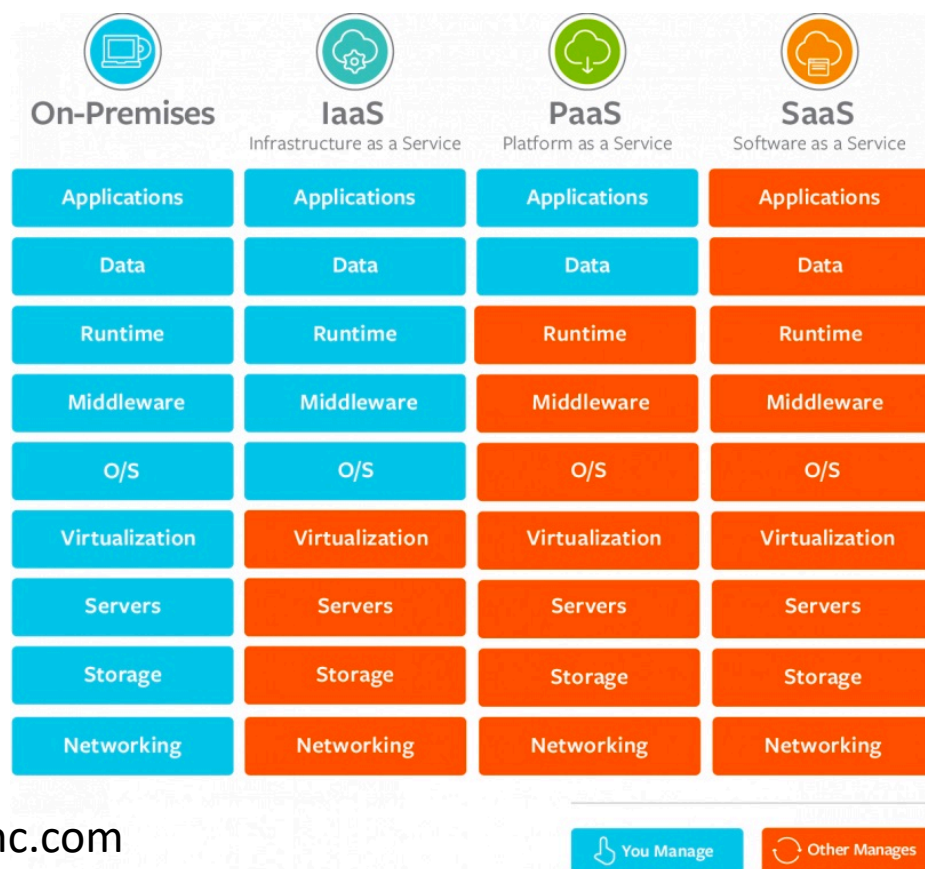 On-Premises IaaS PaaS SaaS
Infrastructure as a Service Platform as a Service Software as a Service
Applications Applications Applications Applications
Data Data Data Data
Runtime Runtime Runtime Runtime
Middleware Middleware Middleware Middleware
O/S O/S O/S O/S
Virtualization Virtualization Virtualization Virtualization
Servers Servers Servers Servers
Storage Storage Storage Storage
Networking Networking Networking Networking
.com
You Manage Other Manages